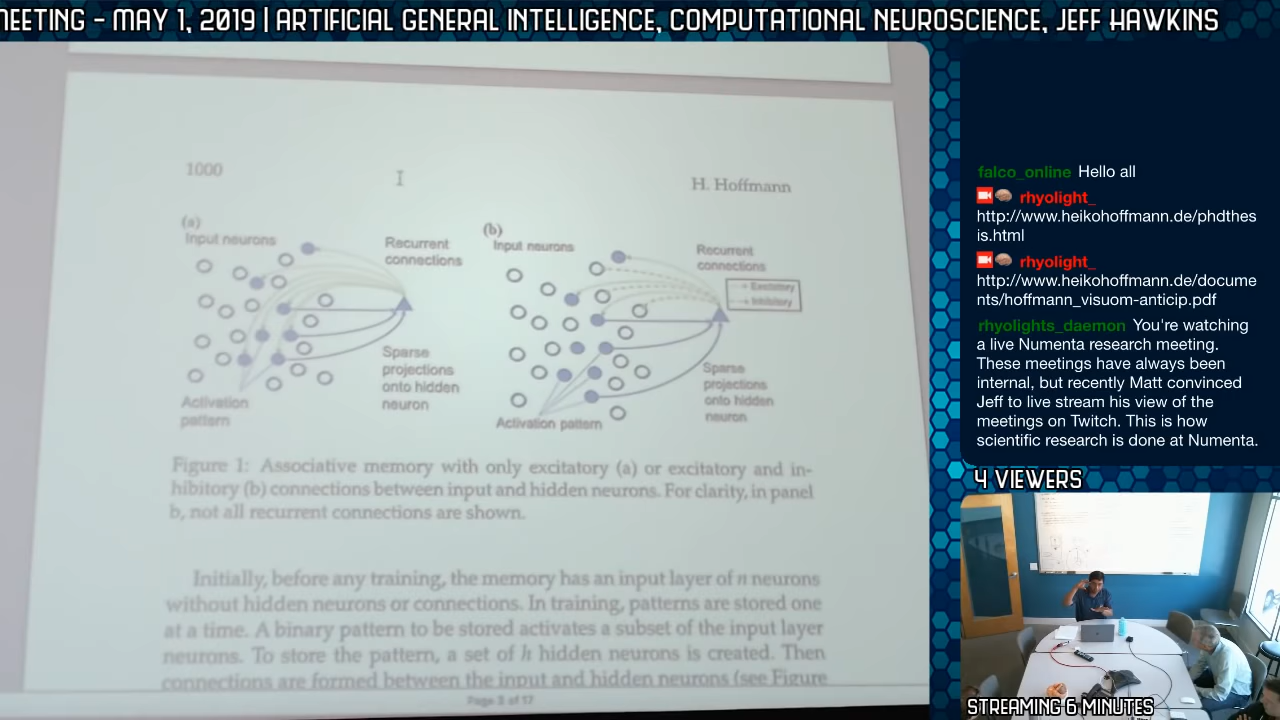 MEETING - MAY 1, 2019 | ARTIFICIAL GENERAL INTELLIGENCE, COMPUTATIONAL NEUROSCIENCE, JEFF HAWKINS
1000
H. Hoffmann
(a)
Input neurons
Recurrent
connections
Sparse
projections
onto hidden
neuron
Activation
pattern
(b)
Input neurons
Recurrent
connections
Excitatory
Inhibitory
Sparse
projections
onto hidden
neuron
Activation pattern
Figure 1: Associative memory with only excitatory (a) or excitatory and in-
hibitory (b) connections between input and hidden neurons. For clarity, in panel
b, not all recurrent connections are shown.
Initially, before any training, the memory has an input layer of n neurons
without hidden neurons or connections. In training, patterns are stored one
at a time. A binary pattern to be stored activates a subset of the input layer
neurons. To store the pattern, a set of h hidden neurons is created. Then
connections are formed between the input and hidden neurons (see Figure
Page 3 of 17
falco_online Hello all
rhyolight_
http://www.heikohoffmann.de/phdthes
is.html
rhyolight_
http://www.heikohoffmann.de/docume
nts/hoffmann_visuom-anticip.pdf
rhyolights_daemon You're watching
a live Numenta research meeting.
These meetings have always been
internal, but recently Matt convinced
Jeff to live stream his view of the
meetings on Twitch. This is how
scientific research is done at Numenta.
4 VIEWERS
STREAMING 6 MINUTES